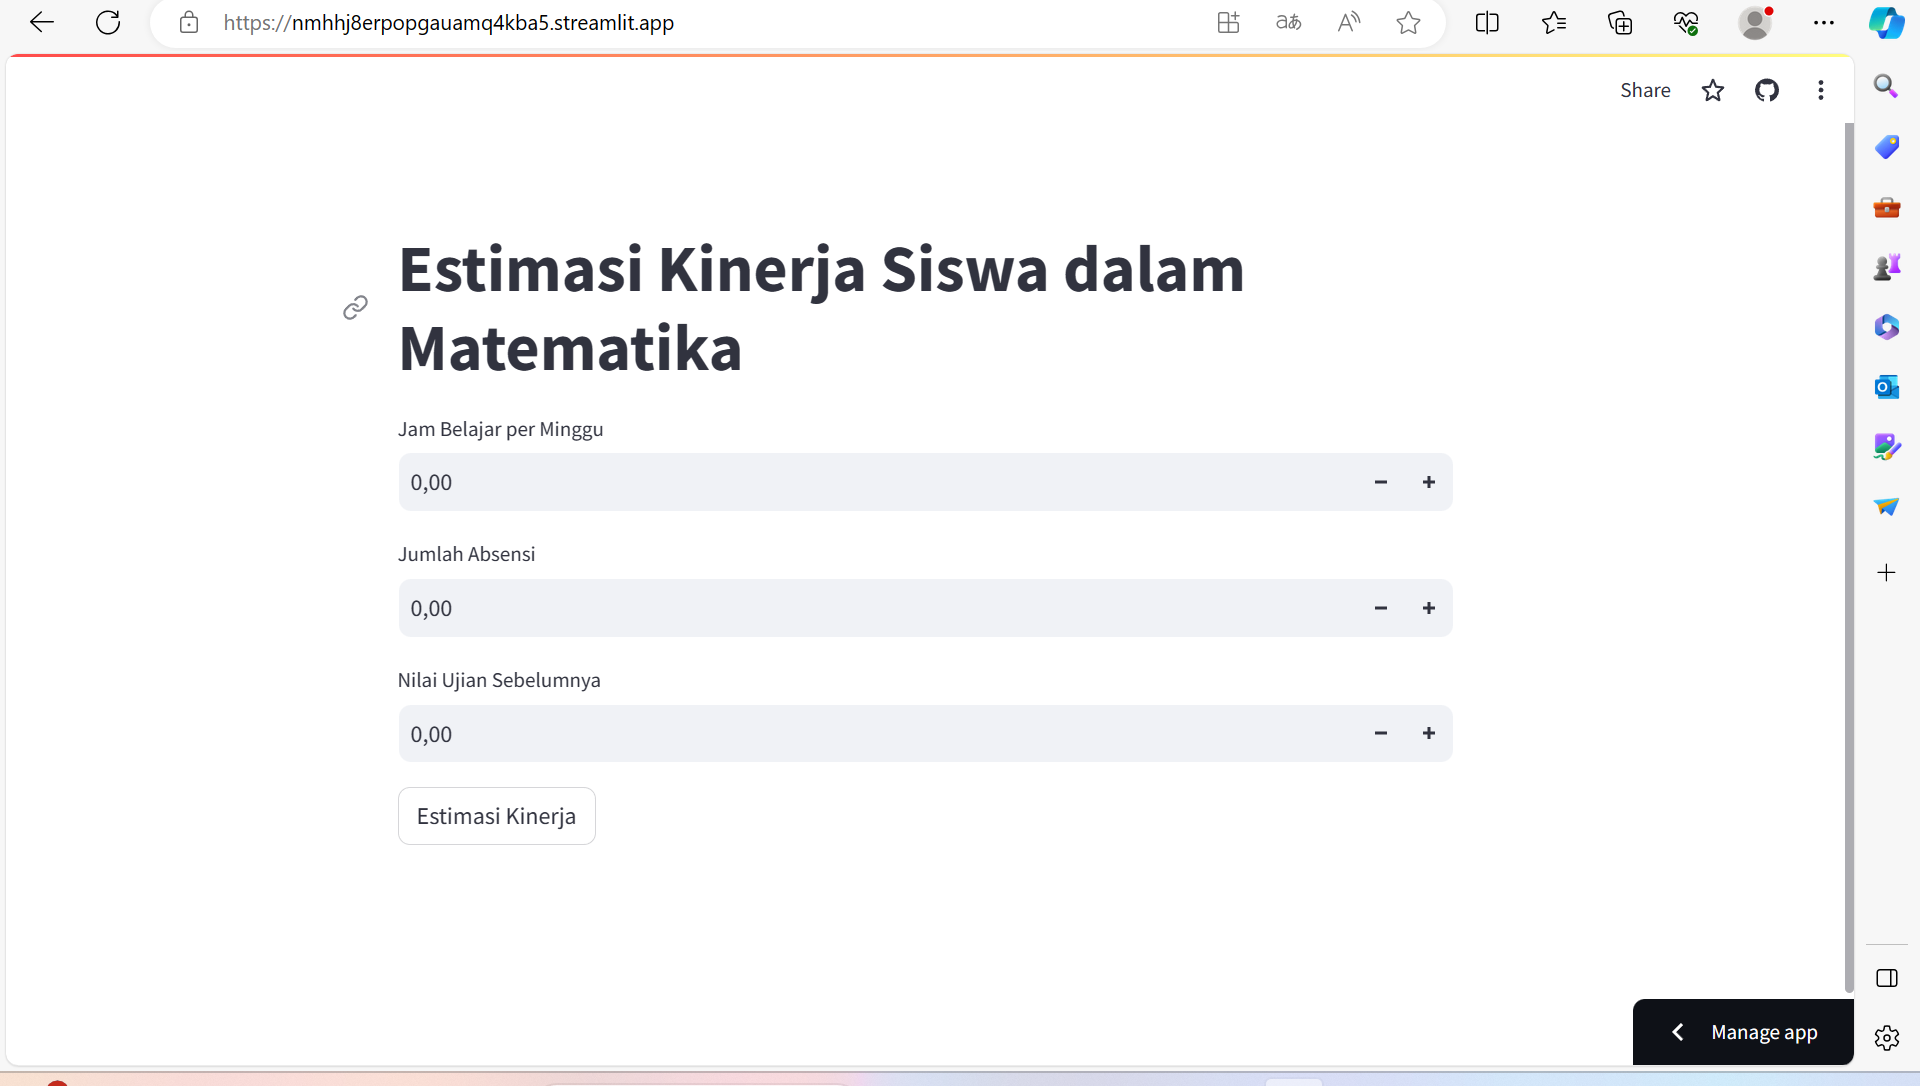 https://nmhhj8erpopgauamq4kba5.streamlit.app
Share
Estimasi Kinerja Siswa dalam
Matematika
Jam Belajar per Minggu
0,00
Jumlah Absensi
0,00
Nilai Ujian Sebelumnya
0,00
Estimasi Kinerja
Manage app